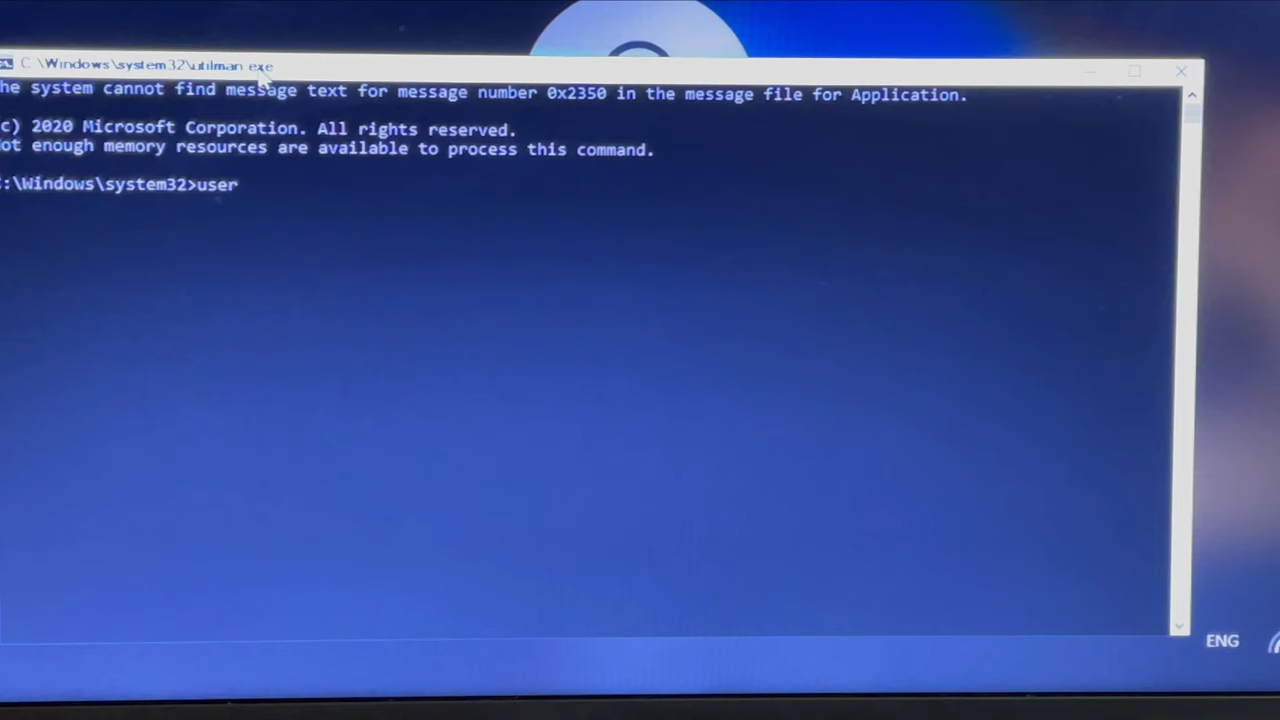 C:\Windows\system32\utilman.exe
he system cannot find message text for message number 0x2350 in the message file for Application.
c) 2020 Microsoft Corporation. All rights reserved.
ot enough memory resources are available to process this command.
C:\Windows\system32>user
ENG